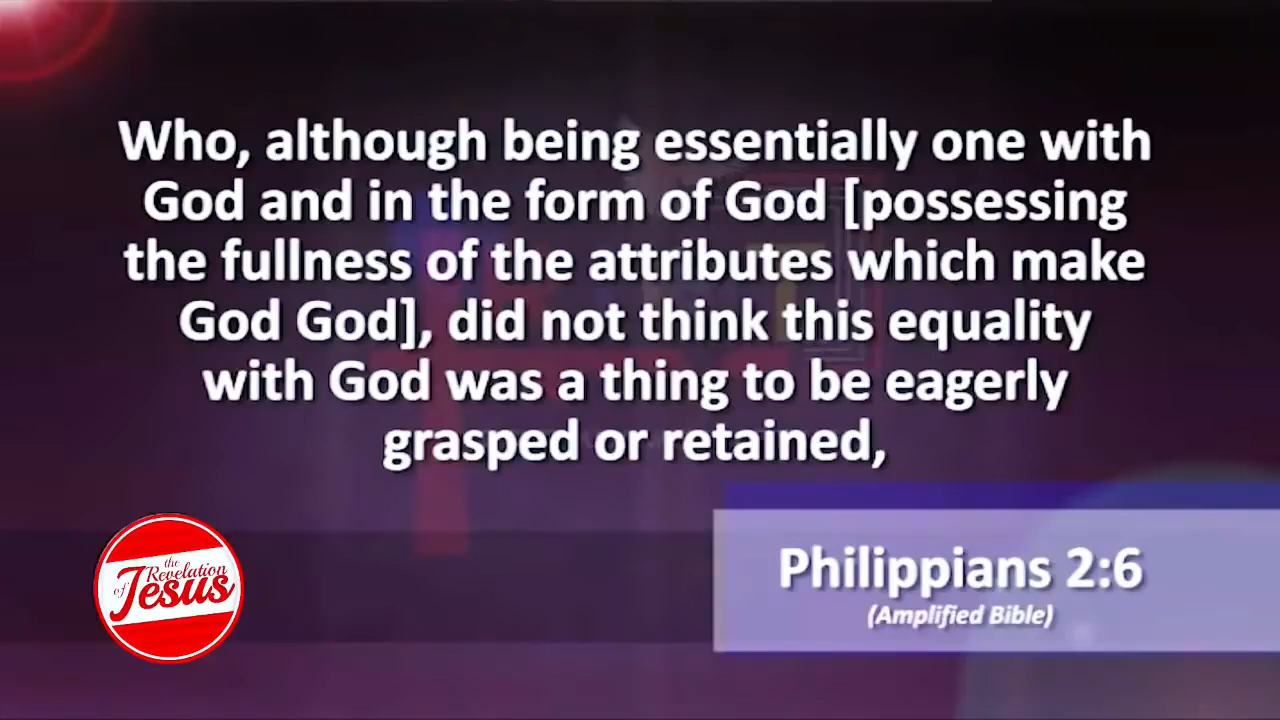 Who, although being essentially one with
God and in the form of God [possessing
the fullness of the attributes which make
God God], did not think this equality
with God was a thing to be eagerly
grasped or retained,
the
Revelation
of Jesus
Philippians 2:6
(Amplified Bible)